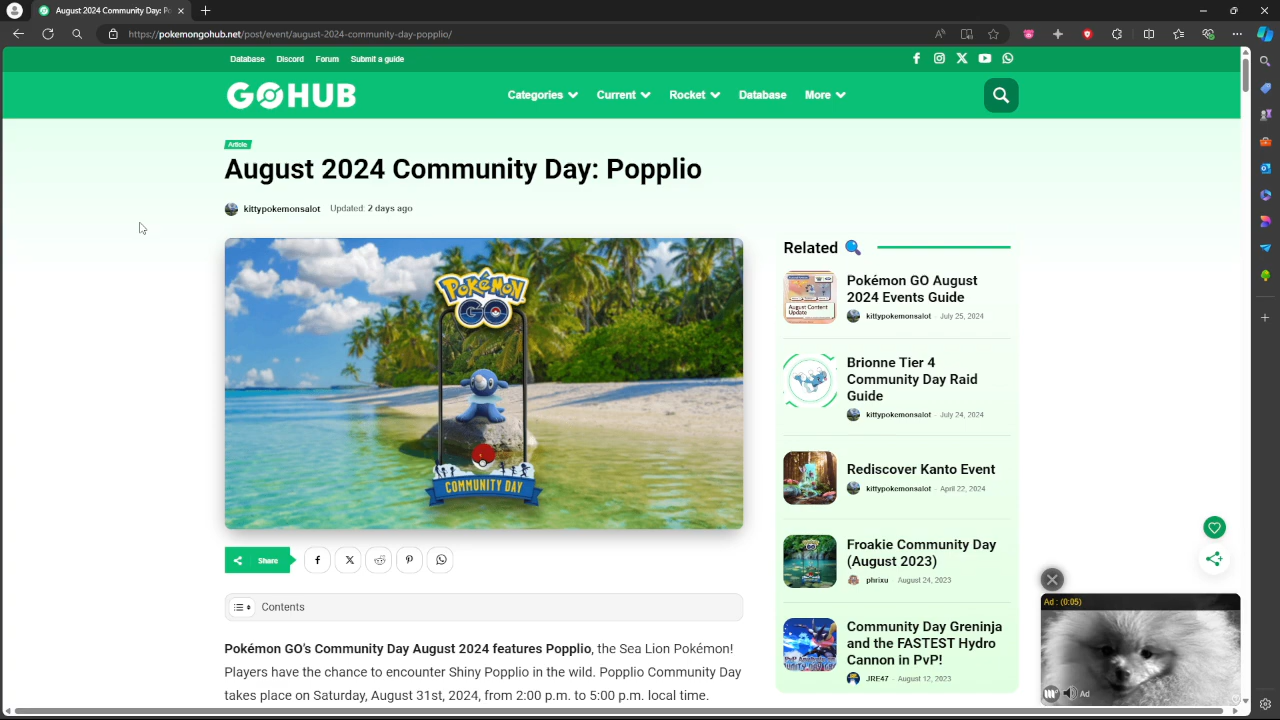 August 2024 Community Day: Po
https://pokemongohub.net/post/event/august-2024-community-day-popplio/
Database Discord Forum Submit a guide
GOHUB
Categories Current Rocket Database More
Article
August 2024 Community Day: Popplio
kittypokemonsalot Updated: 2 days ago
POKÉMON
GO
COMMUNITY DAY
Share
Contents
Pokémon GO's Community Day August 2024 features Popplio, the Sea Lion Pokémon!
Players have the chance to encounter Shiny Popplio in the wild. Popplio Community Day
takes place on Saturday, August 31st, 2024, from 2:00 p.m. to 5:00 p.m. local time.
Related
August Content
Update
Pokémon GO August
2024 Events Guide
kittypokemonsalot - July 25, 2024
Brionne Tier 4
Community Day Raid
Guide
kittypokemonsalot - July 24, 2024
Rediscover Kanto Event
kittypokemonsalot - April 22, 2024
Froakie Community Day
(August 2023)
phrixu August 24, 2023
Community Day Greninja
and the FASTEST Hydro
Cannon in PvP!
JRE47 - August 12, 2023
Ad : (0:05)
Ad